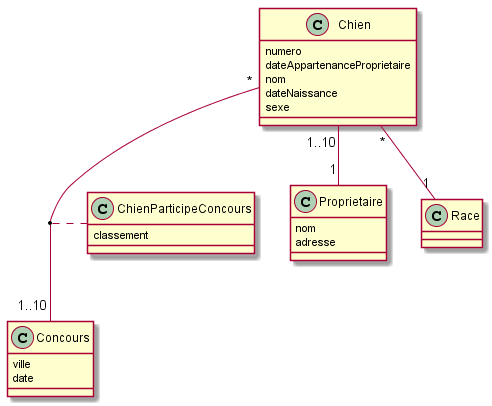 C Chien
numero
dateAppartenanceProprietaire
nom
dateNaissance
sexe
*
1..10
*
1
1
C ChienParticipeConcours
classement
C Proprietaire
nom
adresse
C Race
1..10
C Concours
ville
date